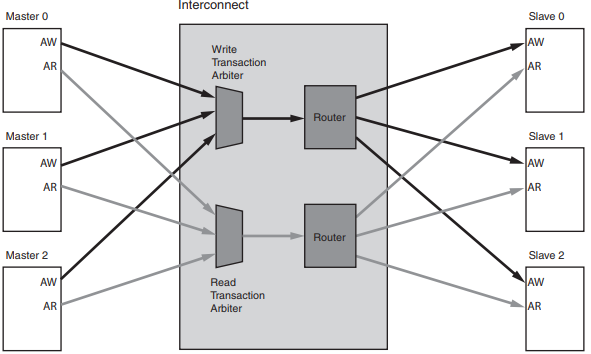 Interconnect
Master 0
AW
AR
Write
Transaction
Arbiter
Router
Slave 0
AW
AR
Master 1
AW
AR
Slave 1
AW
AR
Master 2
AW
AR
Read
Transaction
Arbiter
Router
Slave 2
AW
AR